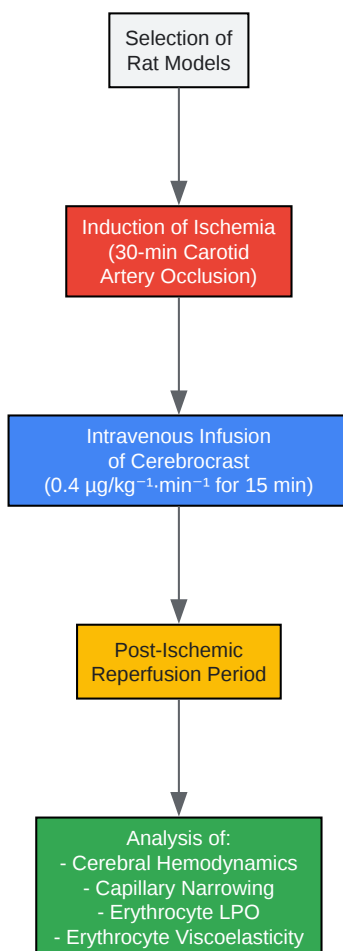 Selection of
Rat Models
Induction of Ischemia
(30-min Carotid
Artery Occlusion)
Intravenous Infusion
of Cerebrocrast
(0.4 µg/kg⁻¹·min⁻¹ for 15 min)
Post-Ischemic
Reperfusion Period
Analysis of:
- Cerebral Hemodynamics
- Capillary Narrowing
- Erythrocyte LPO
- Erythrocyte Viscoelasticity